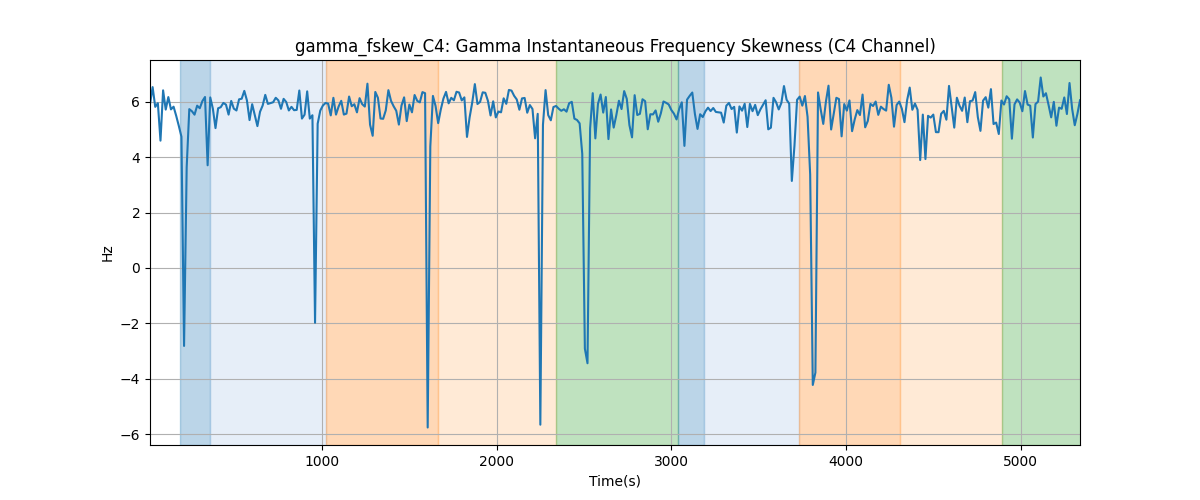 gamma_fskew_C4: Gamma Instantaneous Frequency Skewness (C4 Channel)
Hz
6
4
2
0
−2
−4
−6
1000 2000 3000 4000 5000
Time(s)